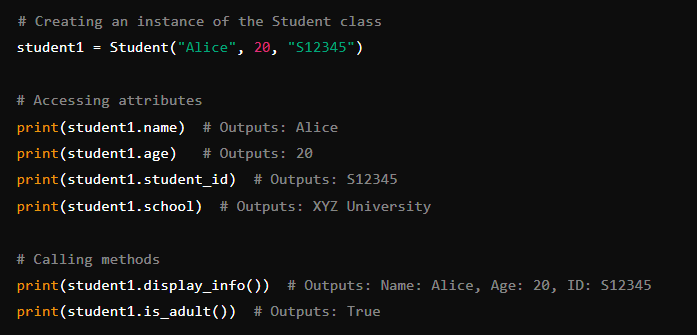 # Creating an instance of the Student class
student1 = Student("Alice", 20, "S12345")
# Accessing attributes
print(student1.name)  # Outputs: Alice
print(student1.age)   # Outputs: 20
print(student1.student_id)  # Outputs: S12345
print(student1.school)  # Outputs: XYZ University
# Calling methods
print(student1.display_info())  # Outputs: Name: Alice, Age: 20, ID: S12345
print(student1.is_adult())  # Outputs: True